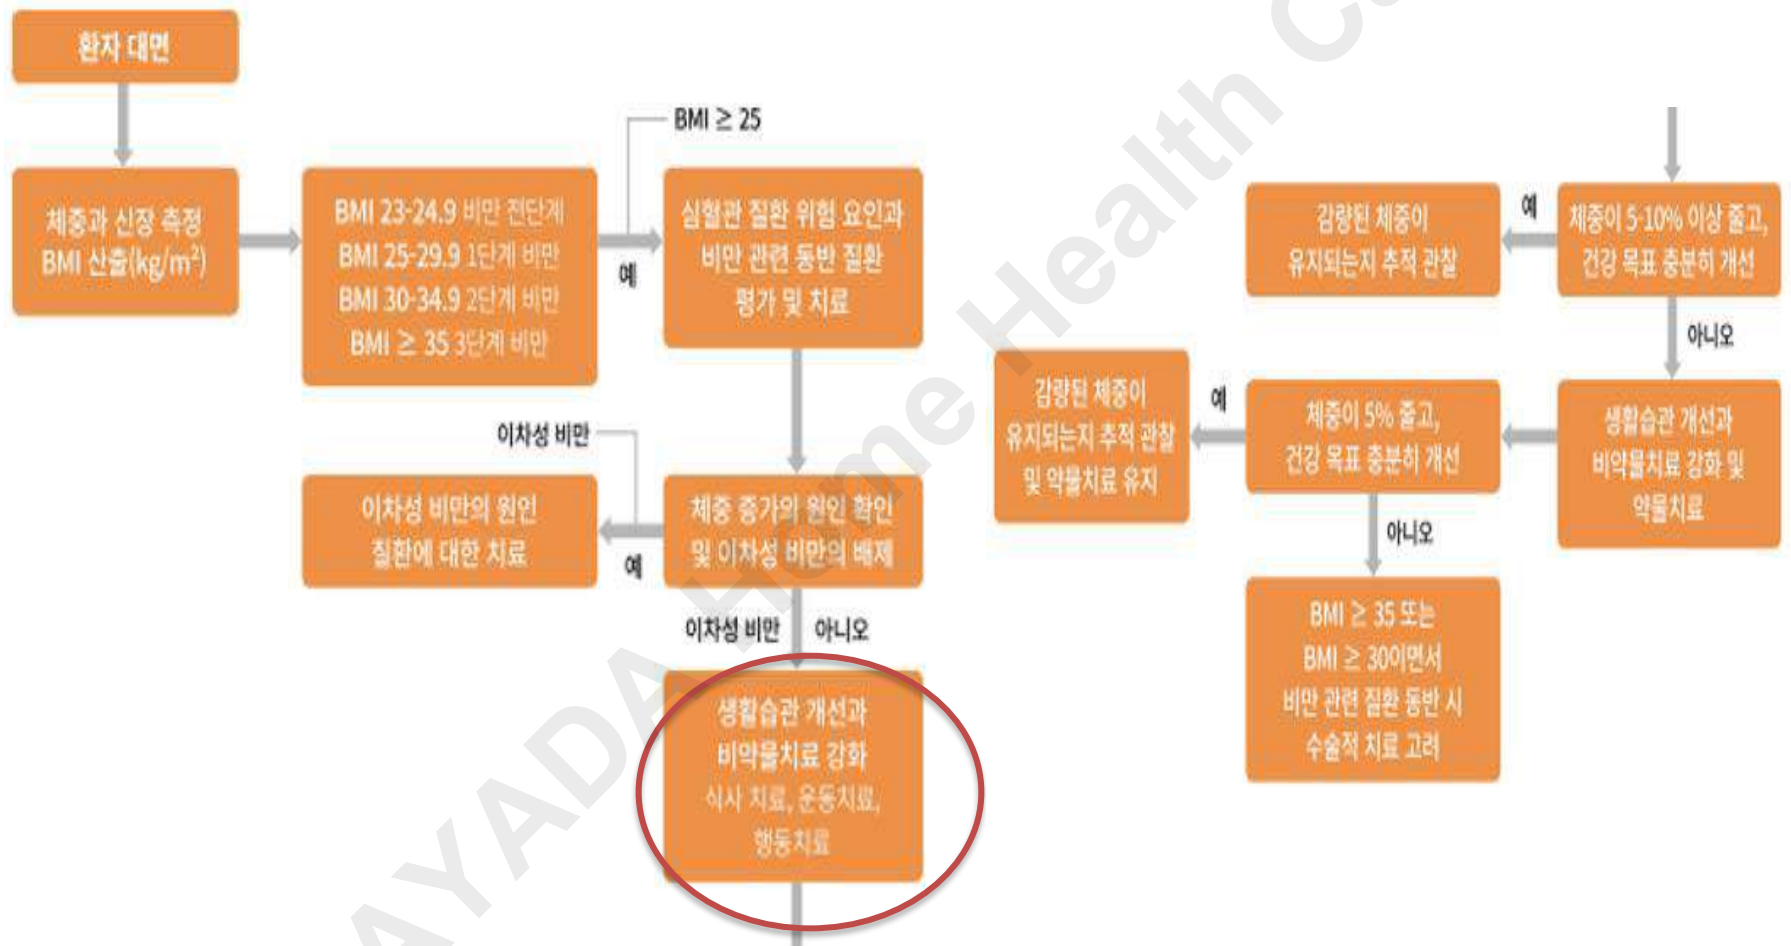 환자 대면
체중과 신장 측정
BMI 산출(kg/m²)
BMI 23-24.9 비만 전단계
BMI 25-29.9 1단계 비만
BMI 30-34.9 2단계 비만
BMI ≥ 35 3단계 비만
BMI ≥ 25
예
심혈관 질환 위험 요인과
비만 관련 동반 질환
평가 및 치료
체중 증가의 원인 확인
및 이차성 비만의 배제
이차성 비만
예
이차성 비만의 원인
질환에 대한 치료
이차성 비만
아니오
생활습관 개선과
비약물치료 강화
식사 치료, 운동치료,
행동치료
체중이 5-10% 이상 줄고,
건강 목표 충분히 개선
예
감량된 체중이
유지되는지 추적 관찰
아니오
생활습관 개선과
비약물치료 강화 및
약물치료
체중이 5% 줄고,
건강 목표 충분히 개선
예
감량된 체중이
유지되는지 추적 관찰
및 약물치료 유지
아니오
BMI ≥ 35 또는
BMI ≥ 30이면서
비만 관련 질환 동반 시
수술적 치료 고려
AYADA Home Health Ca